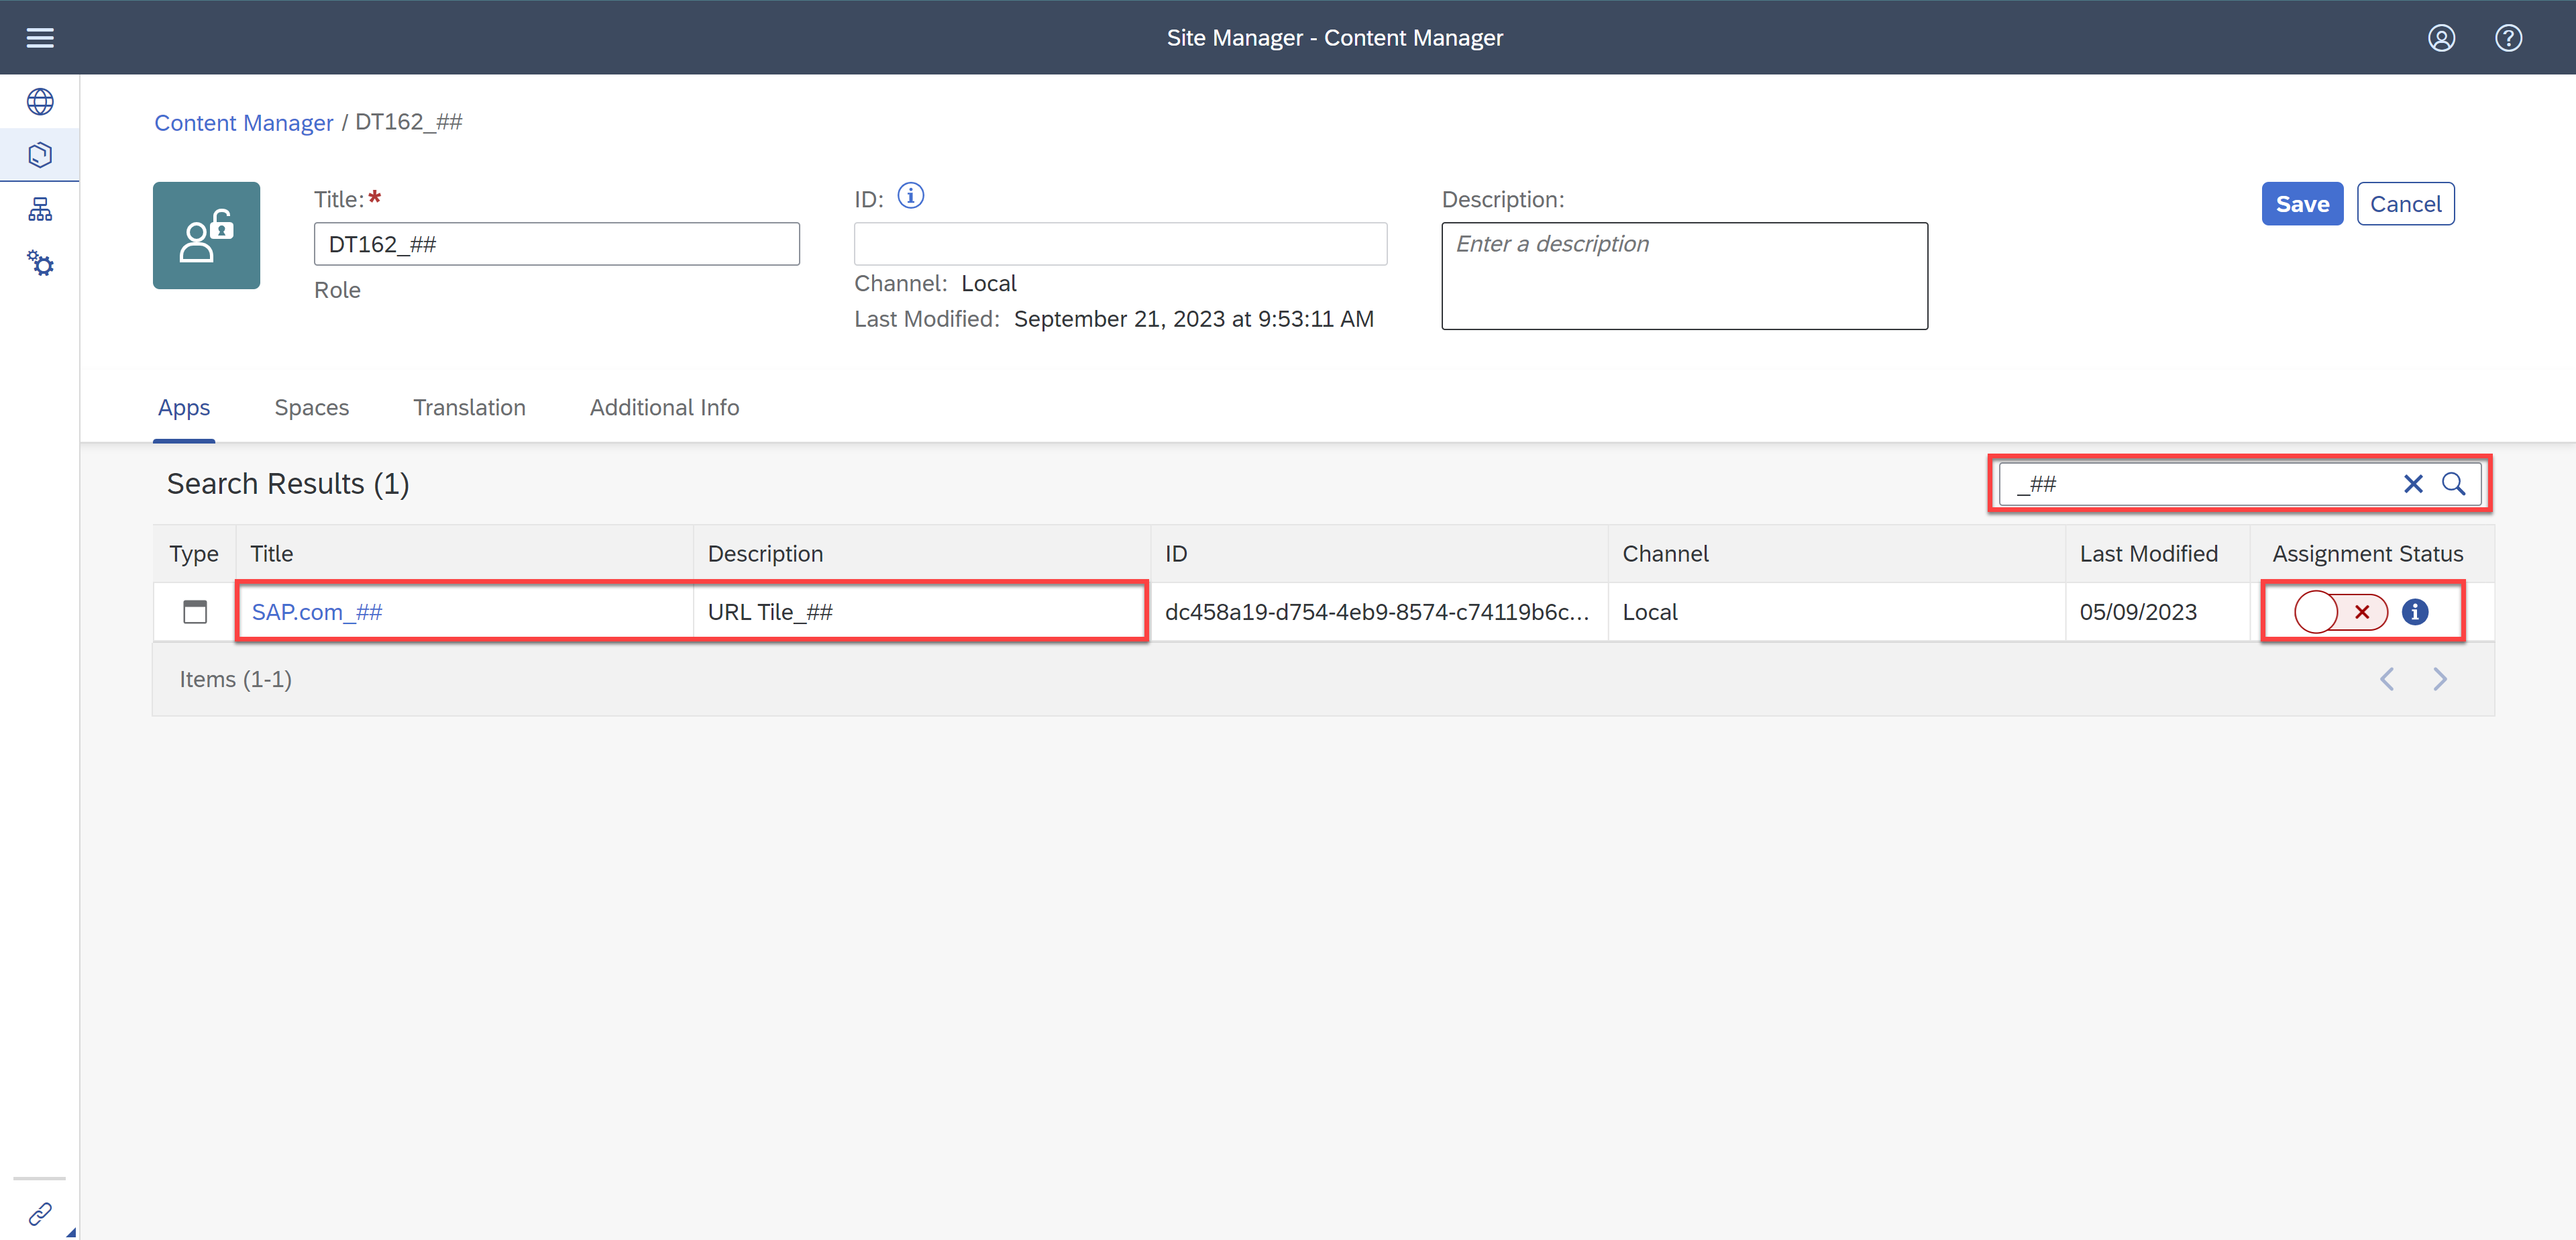 Site Manager - Content Manager
Content Manager / DT162_##
Title:*
DT162_##
Role
ID:
Channel: Local
Last Modified: September 21, 2023 at 9:53:11 AM
Description:
Enter a description
Save
Cancel
Apps
Spaces
Translation
Additional Info
Search Results (1)
_##
Type Title Description ID Channel Last Modified Assignment Status
SAP.com_## URL Tile_## dc458a19-d754-4eb9-8574-c74119b6c... Local 05/09/2023
Items (1-1)